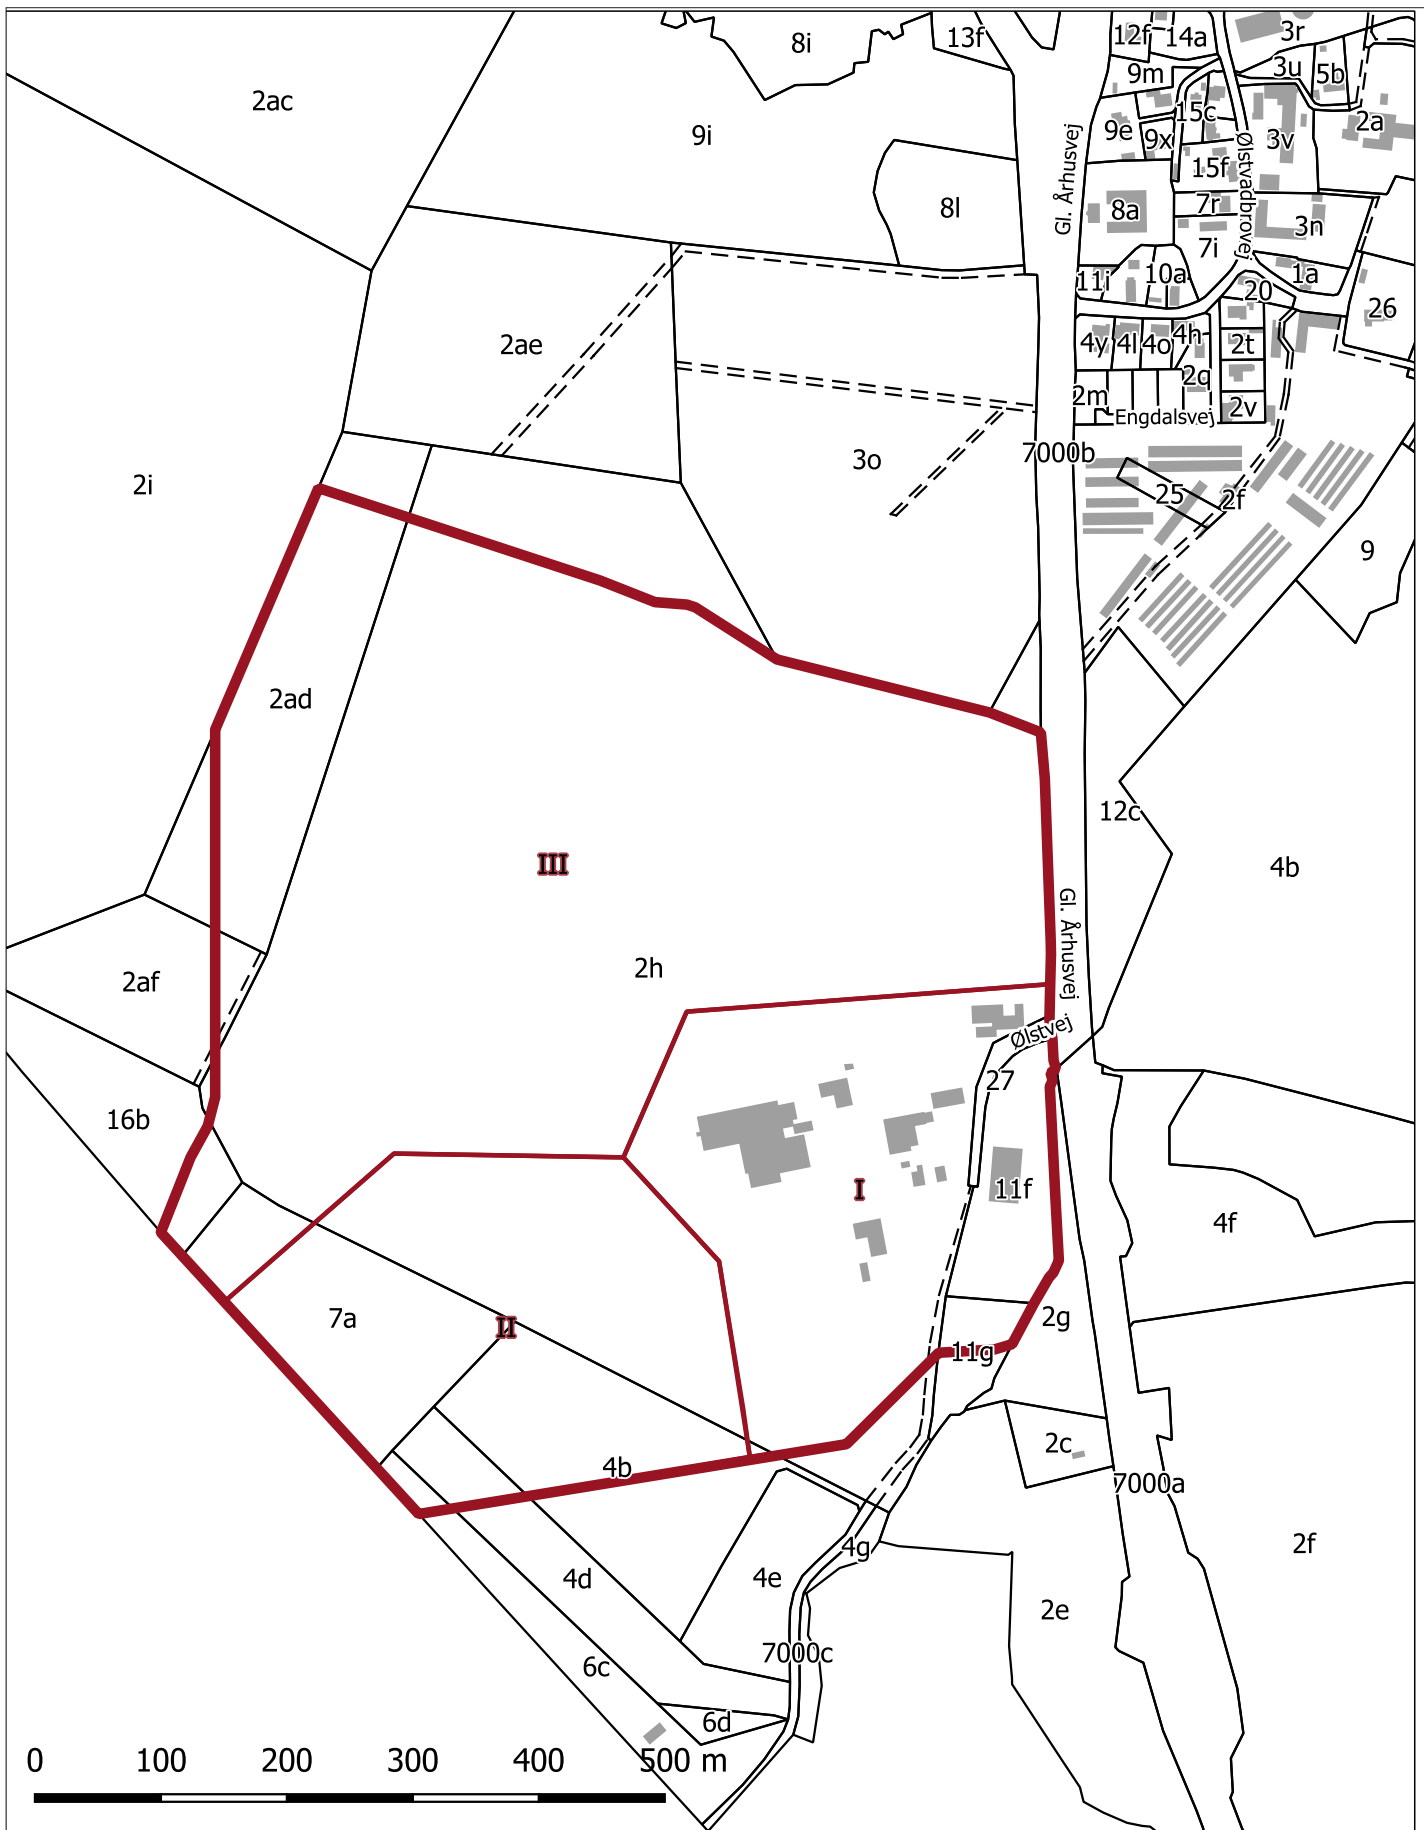 8i
13f
12f
14a
3r
2ac
9m
3u
5b
9i
15c
2a
9e
9x
3v
Gl. Århusvej
Ølstvadbrovej
15f
8l
8a
7r
3n
7i
11i
10a
1a
20
26
2ae
4y
4l
4o
4h
2t
2q
2m
2v
Engdalsvej
7000b
3o
2i
25
2f
9
2ad
12c
III
4b
Gl. Århusvej
2h
2af
Ølstvej
27
16b
I
11f
4f
7a
II
2g
11g
2c
4b
7000a
2f
4g
4d
4e
2e
7000c
6c
6d
0 100 200 300 400 500 m